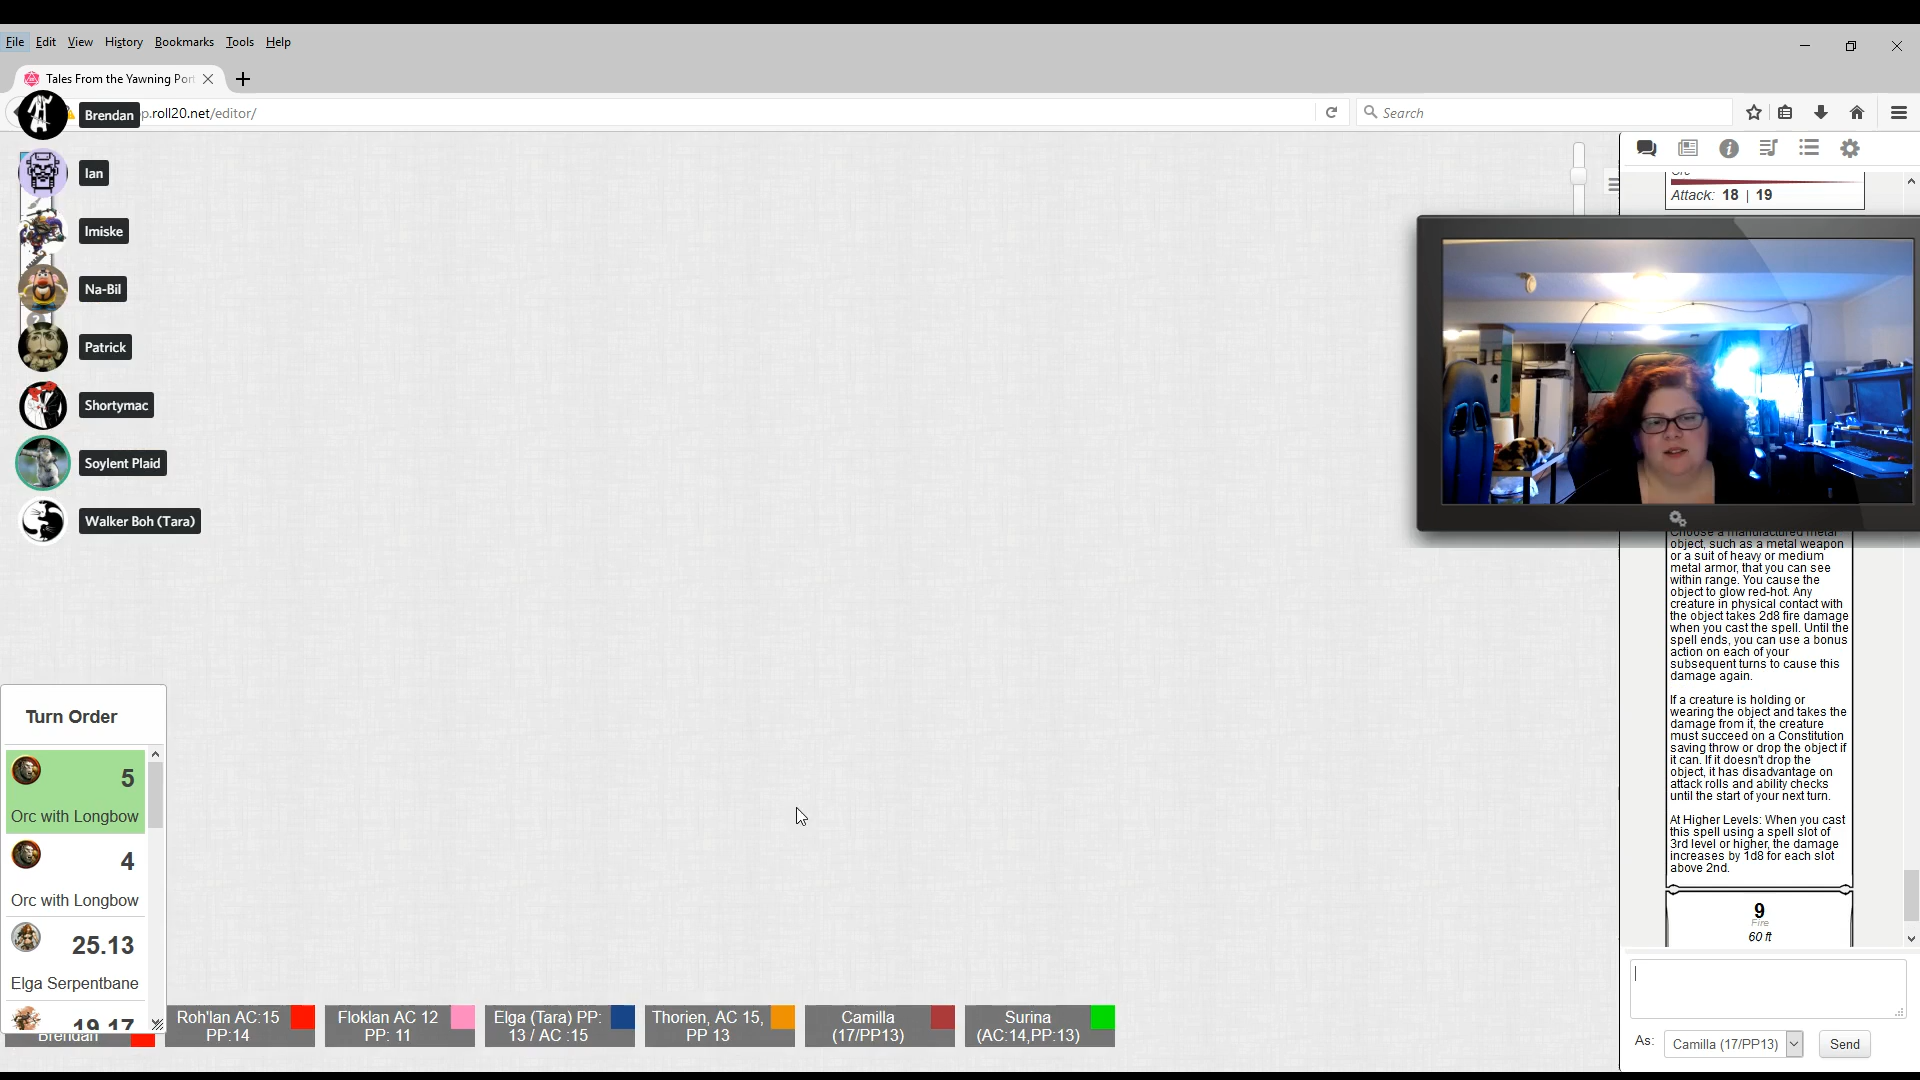 File Edit View History Bookmarks Tools Help
Tales From the Yawning Por
p.roll20.net/editor/
Search
Brendan
Ian
Imiske
Na-Bil
Patrick
Shortymac
Soylent Plaid
Walker Boh (Tara)
Turn Order
5
Orc with Longbow
4
Orc with Longbow
25.13
Elga Serpentbane
19.17
Brendan
Roh'lan AC:15
PP:14
Floklan AC 12
PP: 11
Elga (Tara) PP:
13 / AC :15
Thorien, AC 15,
PP 13
Camilla
(17/PP13)
Surina
(AC:14,PP:13)
Orc
Attack: 18 | 19
Choose a manufactured metal
object, such as a metal weapon
or a suit of heavy or medium
metal armor, that you can see
within range. You cause the
object to glow red-hot. Any
creature in physical contact with
the object takes 2d8 fire damage
when you cast the spell. Until the
spell ends, you can use a bonus
action on each of your
subsequent turns to cause this
damage again.
If a creature is holding or
wearing the object and takes the
damage from it, the creature
must succeed on a Constitution
saving throw or drop the object if
it can. If it doesn't drop the
object, it has disadvantage on
attack rolls and ability checks
until the start of your next turn.
At Higher Levels: When you cast
this spell using a spell slot of
3rd level or higher, the damage
increases by 1d8 for each slot
above 2nd.
9
Fire
60 ft
As: Camilla (17/PP13) Send